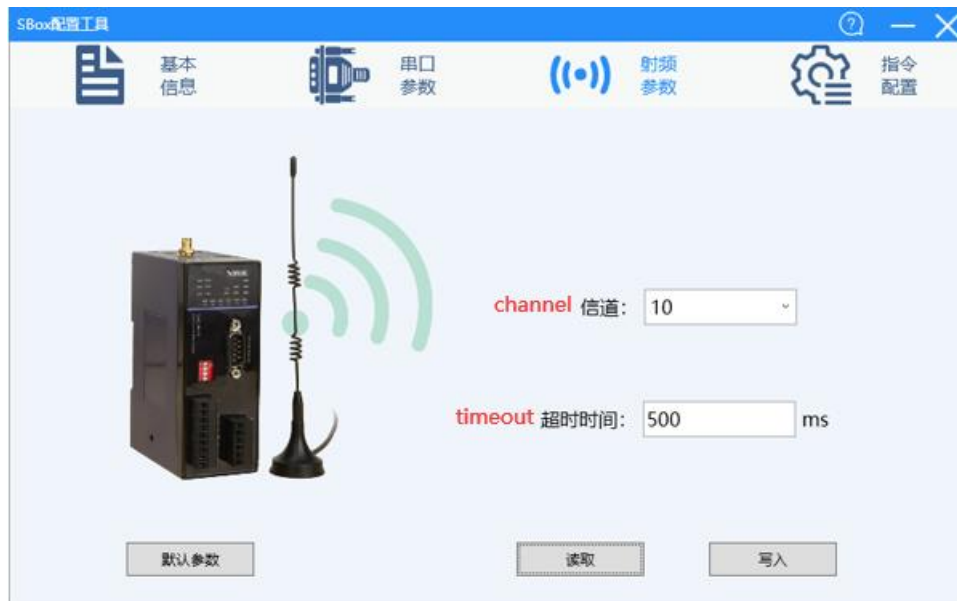 SBox配置工具
基本
信息
串口
参数
射频
参数
指令
配置
channel 信道： 10
timeout 超时时间： 500 ms
默认参数
读取
写入